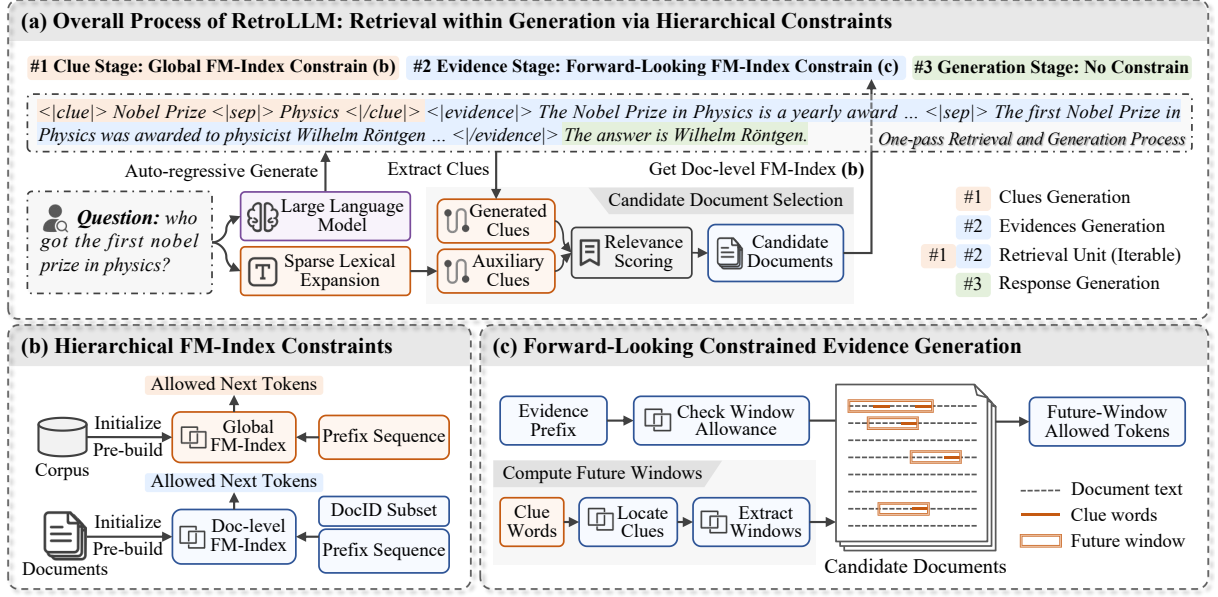 (a) Overall Process of RetroLLM: Retrieval within Generation via Hierarchical Constraints
#1 Clue Stage: Global FM-Index Constrain (b)
#2 Evidence Stage: Forward-Looking FM-Index Constrain (c)
#3 Generation Stage: No Constrain
<|clue|> Nobel Prize <|sep|> Physics <|/clue|> <|evidence|> The Nobel Prize in Physics is a yearly award ... <|sep|> The first Nobel Prize in
Physics was awarded to physicist Wilhelm Röntgen ... <|/evidence|> The answer is Wilhelm Röntgen.
One-pass Retrieval and Generation Process
Auto-regressive Generate
Extract Clues
Get Doc-level FM-Index (b)
Question: who
got the first nobel
prize in physics?
Large Language
Model
Sparse Lexical
Expansion
Candidate Document Selection
Generated
Clues
Auxiliary
Clues
Relevance
Scoring
Candidate
Documents
#1 Clues Generation
#2 Evidences Generation
#1 #2 Retrieval Unit (Iterable)
#3 Response Generation
(b) Hierarchical FM-Index Constraints
Allowed Next Tokens
Corpus
Initialize
Pre-build
Global
FM-Index
Prefix Sequence
Allowed Next Tokens
Documents
Initialize
Pre-build
Doc-level
FM-Index
DocID Subset
Prefix Sequence
(c) Forward-Looking Constrained Evidence Generation
Evidence
Prefix
Check Window
Allowance
Compute Future Windows
Clue
Words
Locate
Clues
Extract
Windows
Candidate Documents
Future-Window
Allowed Tokens
Document text
Clue words
Future window